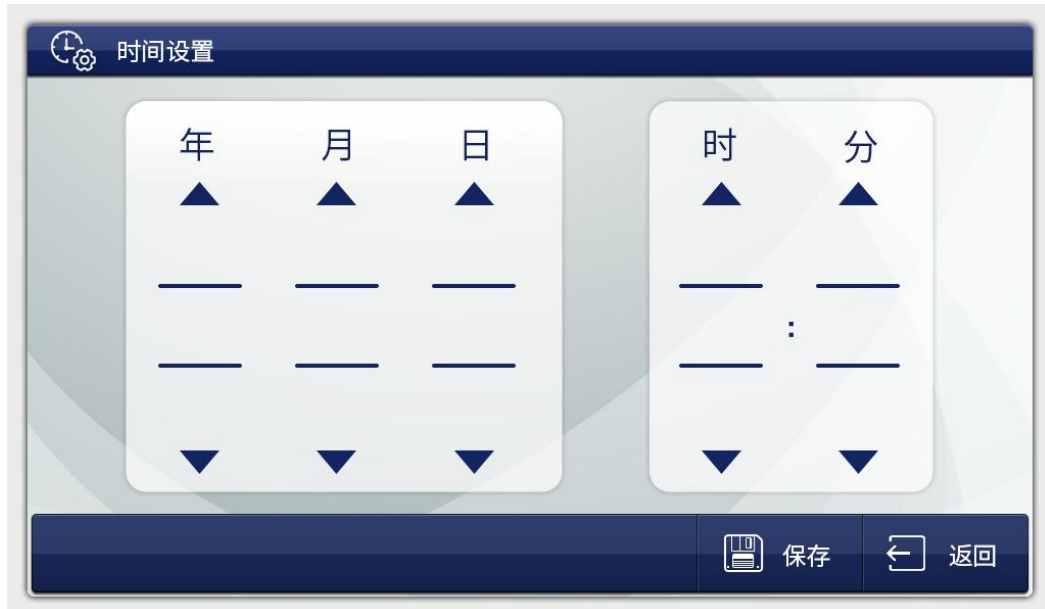 时间设置
年 月 日 时 分
:
保存 返回